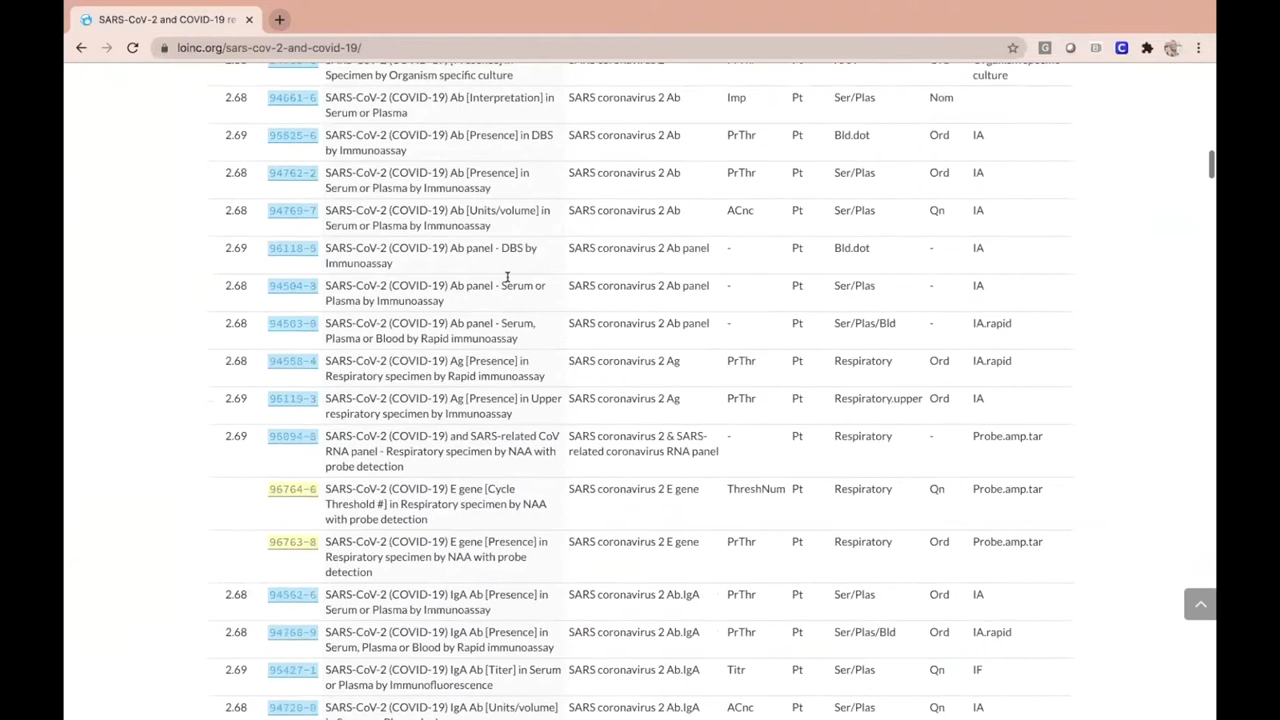 SARS-CoV-2 and COVID-19 re
loinc.org/sars-cov-2-and-covid-19/
Specimen by Organism specific culture culture
2.68 94661-6 SARS-CoV-2 (COVID-19) Ab [Interpretation] in SARS coronavirus 2 Ab Imp Pt Ser/Plas Nom
Serum or Plasma
2.69 SARS-CoV-2 (COVID-19) Ab [Presence] in DBS SARS coronavirus 2 Ab PrThr Pt Bld.dot Ord IA
by Immunoassay
2.68 94762-2 SARS-CoV-2 (COVID-19) Ab [Presence] in SARS coronavirus 2 Ab PrThr Pt Ser/Plas Ord IA
Serum or Plasma by Immunoassay
2.68 94769-7 SARS-CoV-2 (COVID-19) Ab [Units/volume] in SARS coronavirus 2 Ab ACnc Pt Ser/Plas Qn IA
Serum or Plasma by Immunoassay
2.69 96118-5 SARS-CoV-2 (COVID-19) Ab panel - DBS by SARS coronavirus 2 Ab panel - Pt Bld.dot - IA
Immunoassay
2.68 94504-8 SARS-CoV-2 (COVID-19) Ab panel - Serum or SARS coronavirus 2 Ab panel - Pt Ser/Plas - IA
Plasma by Immunoassay
2.68 94503-0 SARS-CoV-2 (COVID-19) Ab panel - Serum, SARS coronavirus 2 Ab panel - Pt Ser/Plas/Bld - IA.rapid
Plasma or Blood by Rapid immunoassay
2.68 94558-4 SARS-CoV-2 (COVID-19) Ag [Presence] in SARS coronavirus 2 Ag PrThr Pt Respiratory Ord IA.rapid
Respiratory specimen by Rapid immunoassay
2.69 96119-3 SARS-CoV-2 (COVID-19) Ag [Presence] in Upper SARS coronavirus 2 Ag PrThr Pt Respiratory.upper Ord IA
respiratory specimen by Immunoassay
2.69 SARS-CoV-2 (COVID-19) and SARS-related CoV SARS coronavirus 2 & SARS- - Pt Respiratory - Probe.amp.tar
RNA panel - Respiratory specimen by NAA with related coronavirus RNA panel
probe detection
96764-6 SARS-CoV-2 (COVID-19) E gene [Cycle SARS coronavirus 2 E gene ThreshNum Pt Respiratory Qn Probe.amp.tar
Threshold #] in Respiratory specimen by NAA
with probe detection
96763-8 SARS-CoV-2 (COVID-19) E gene [Presence] in SARS coronavirus 2 E gene PrThr Pt Respiratory Ord Probe.amp.tar
Respiratory specimen by NAA with probe
detection
2.68 94562-6 SARS-CoV-2 (COVID-19) IgA Ab [Presence] in SARS coronavirus 2 Ab.IgA PrThr Pt Ser/Plas Ord IA
Serum or Plasma by Immunoassay
2.68 94768-9 SARS-CoV-2 (COVID-19) IgA Ab [Presence] in SARS coronavirus 2 Ab.IgA PrThr Pt Ser/Plas/Bld Ord IA.rapid
Serum, Plasma or Blood by Rapid immunoassay
2.69 95427-1 SARS-CoV-2 (COVID-19) IgA Ab [Titer] in Serum SARS coronavirus 2 Ab.IgA Titr Pt Ser/Plas Qn IF
or Plasma by Immunofluorescence
2.68 94720-0 SARS-CoV-2 (COVID-19) IgA Ab [Units/volume] SARS coronavirus 2 Ab.IgA ACnc Pt Ser/Plas Qn IA